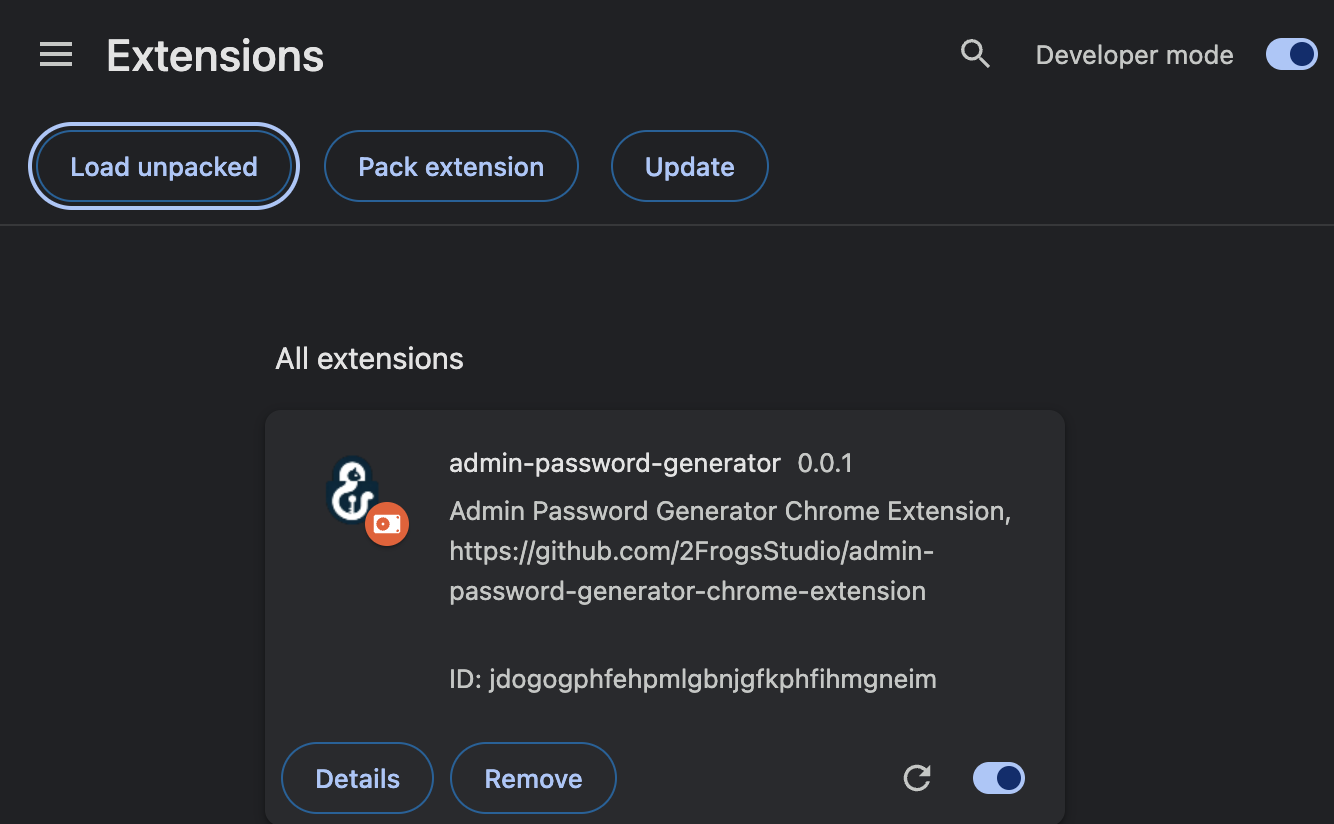 Extensions
Developer mode
Load unpacked
Pack extension
Update
All extensions
admin-password-generator 0.0.1
Admin Password Generator Chrome Extension,
https://github.com/2FrogsStudio/admin-
password-generator-chrome-extension
ID: jdogogphfehpmlgbnjgfkphfihmgneim
Details
Remove